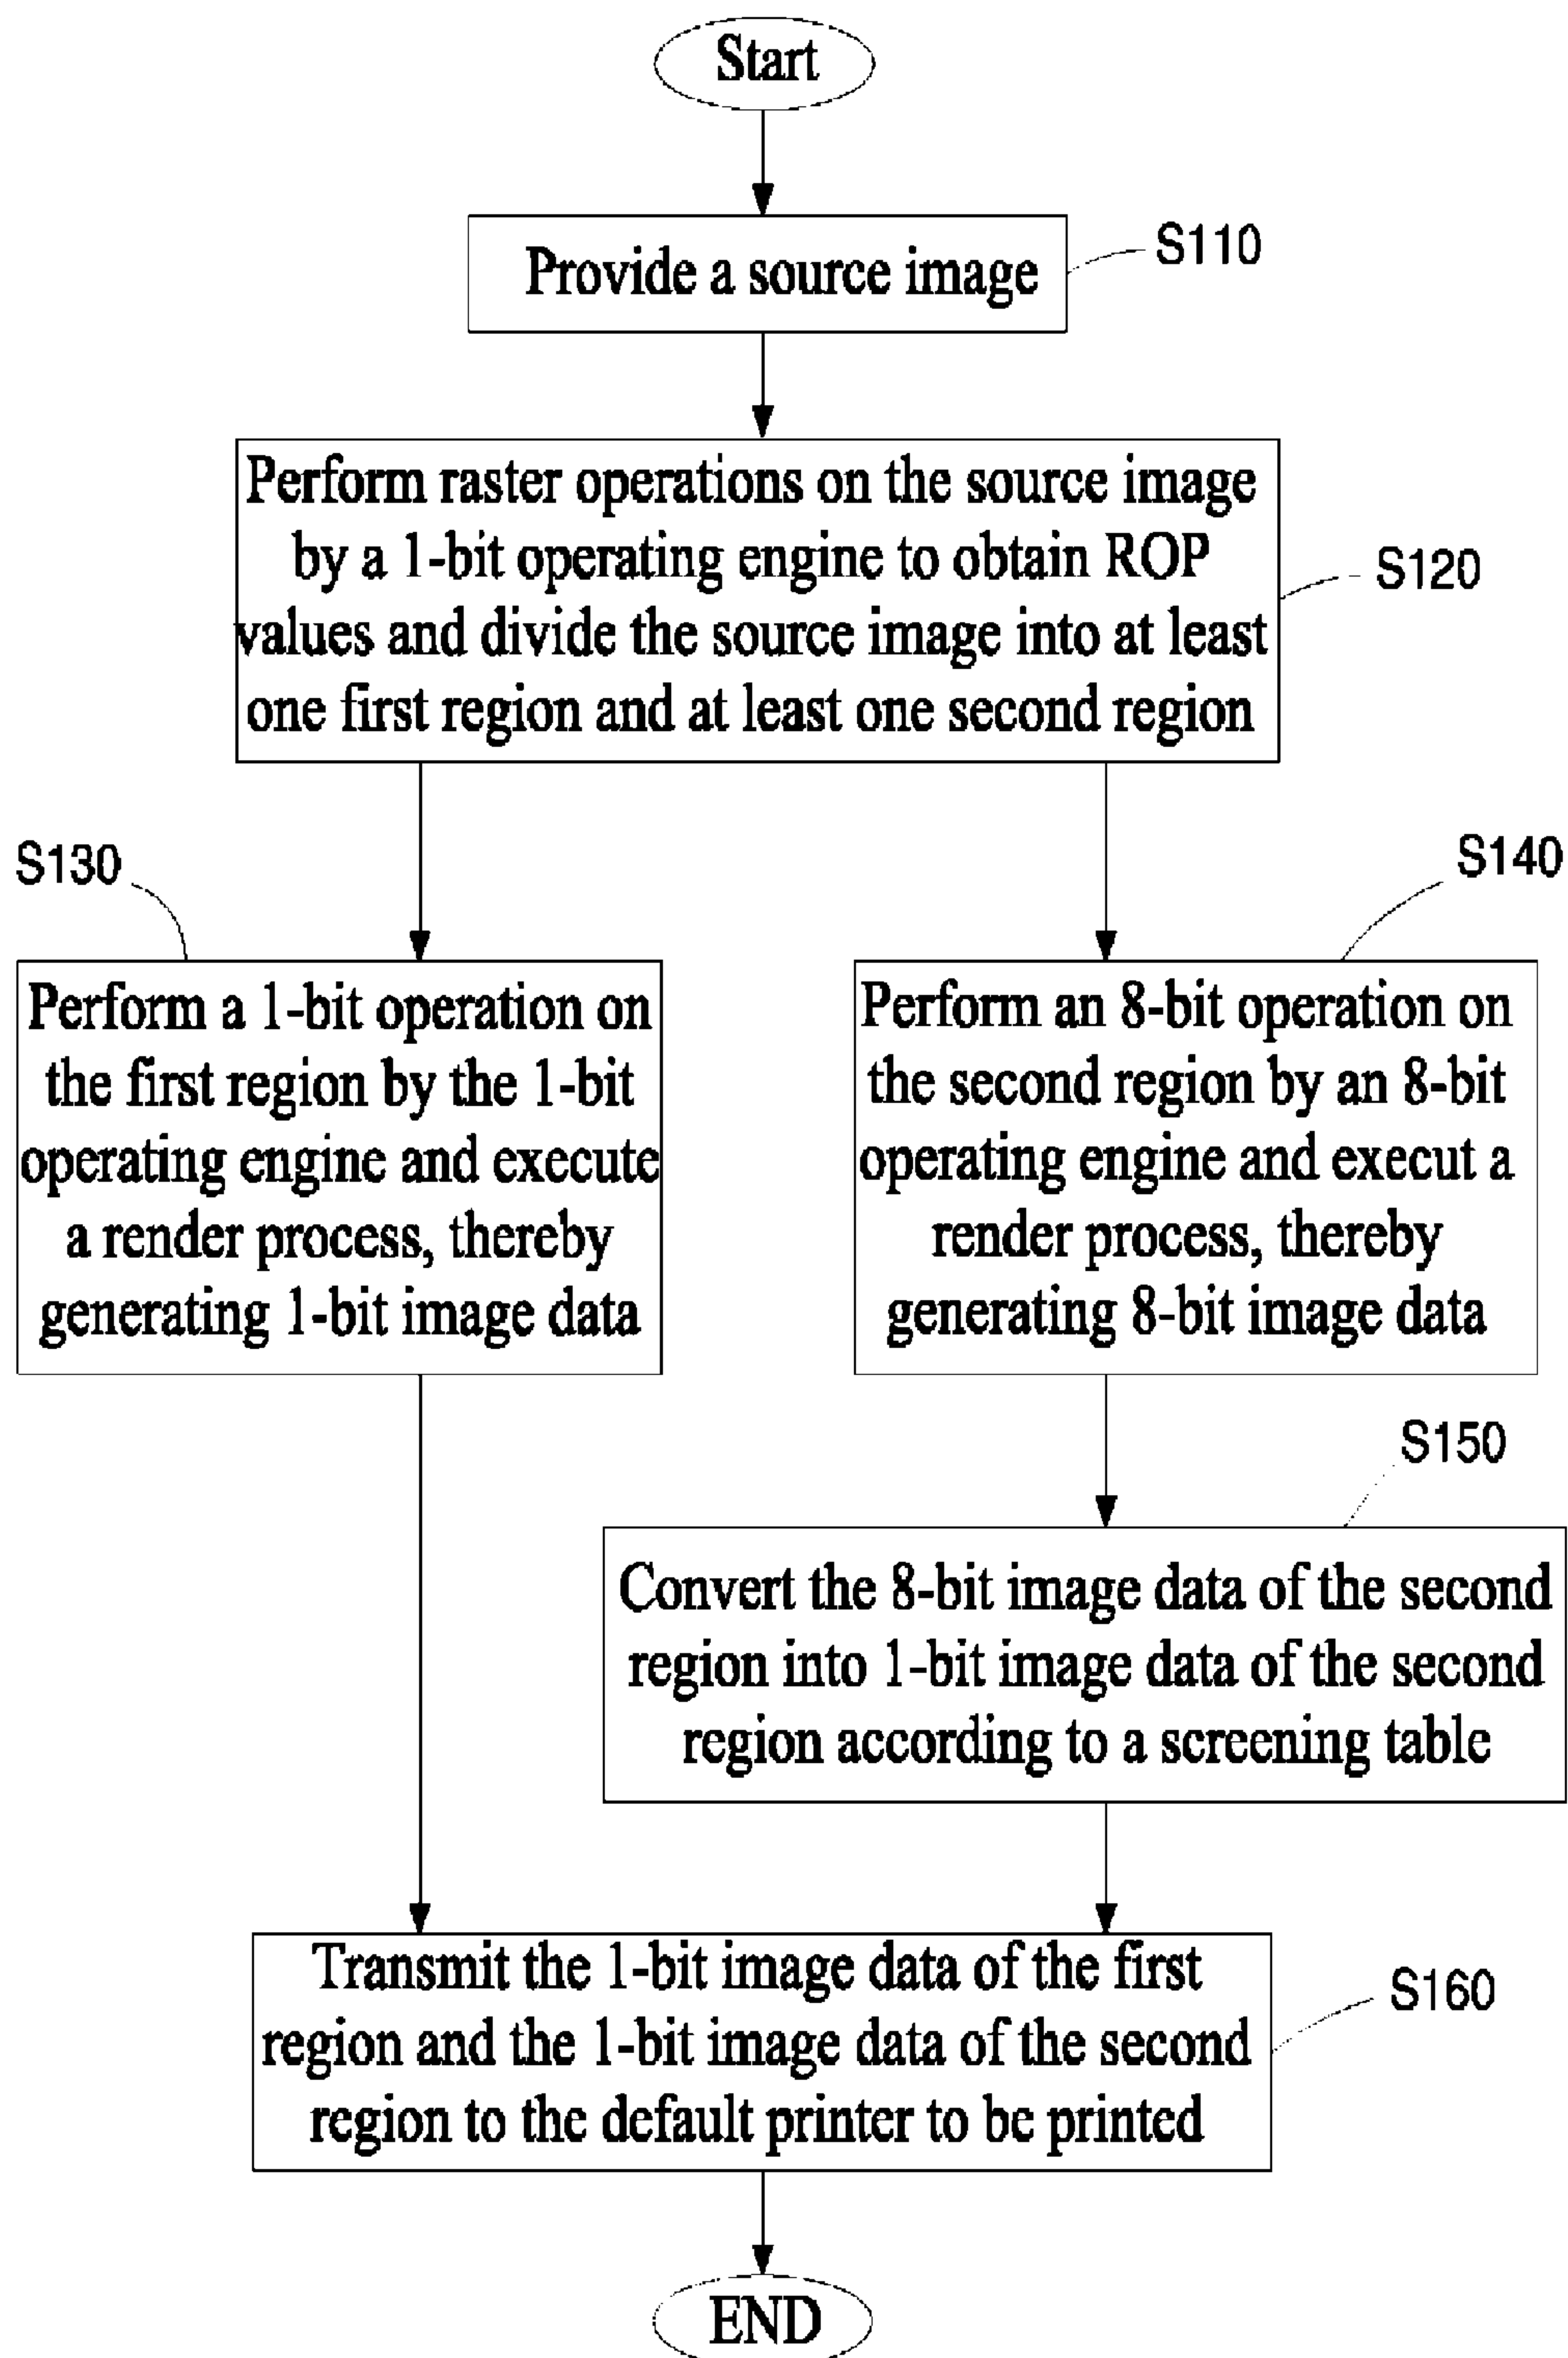 Start
Provide a source image
S110
Perform raster operations on the source image
by a 1-bit operating engine to obtain ROP
values and divide the source image into at least
one first region and at least one second region
S120
S130
Perform a 1-bit operation on
the first region by the 1-bit
operating engine and execute
a render process, thereby
generating 1-bit image data
S140
Perform an 8-bit operation on
the second region by an 8-bit
operating engine and execut a
render process, thereby
generating 8-bit image data
S150
Convert the 8-bit image data of the second
region into 1-bit image data of the second
region according to a screening table
Transmit the 1-bit image data of the first
region and the 1-bit image data of the second
region to the default printer to be printed
S160
END